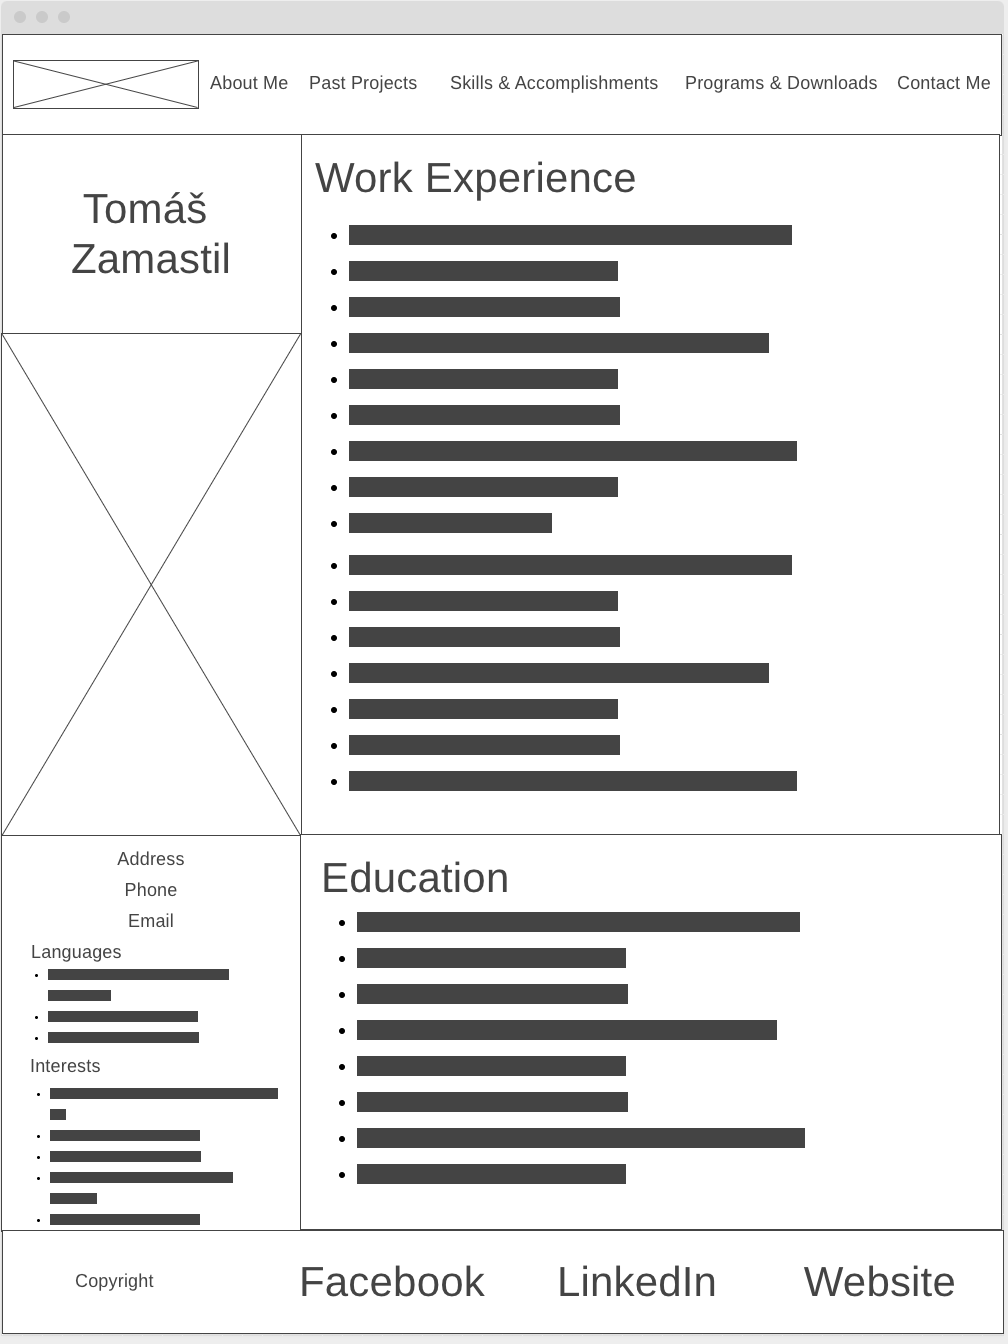 About Me
Past Projects
Skills & Accomplishments
Programs & Downloads
Contact Me
Tomáš
Zamastil
Work Experience
Address
Phone
Email
Languages
Interests
Education
Copyright
Facebook
LinkedIn
Website